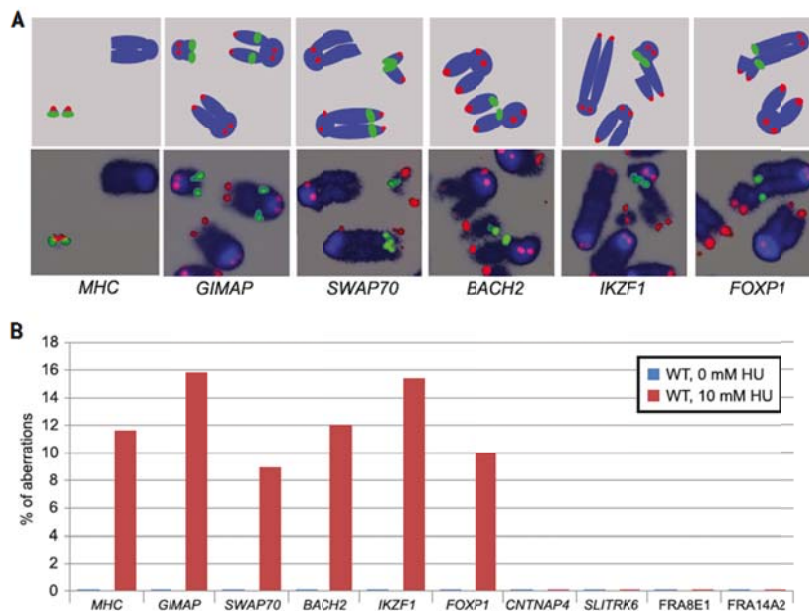 A
MHC GIMAP SWAP70 BACH2 IKZF1 FOXP1
B
% of aberrations
18
16
14
12
10
8
6
4
2
0
WT, 0 mM HU
WT, 10 mM HU
MHC GIMAP SWAP70 BACH2 IKZF1 FOXP1 CNTNAP4 SLITRK6 FRA8E1 FRA14A2